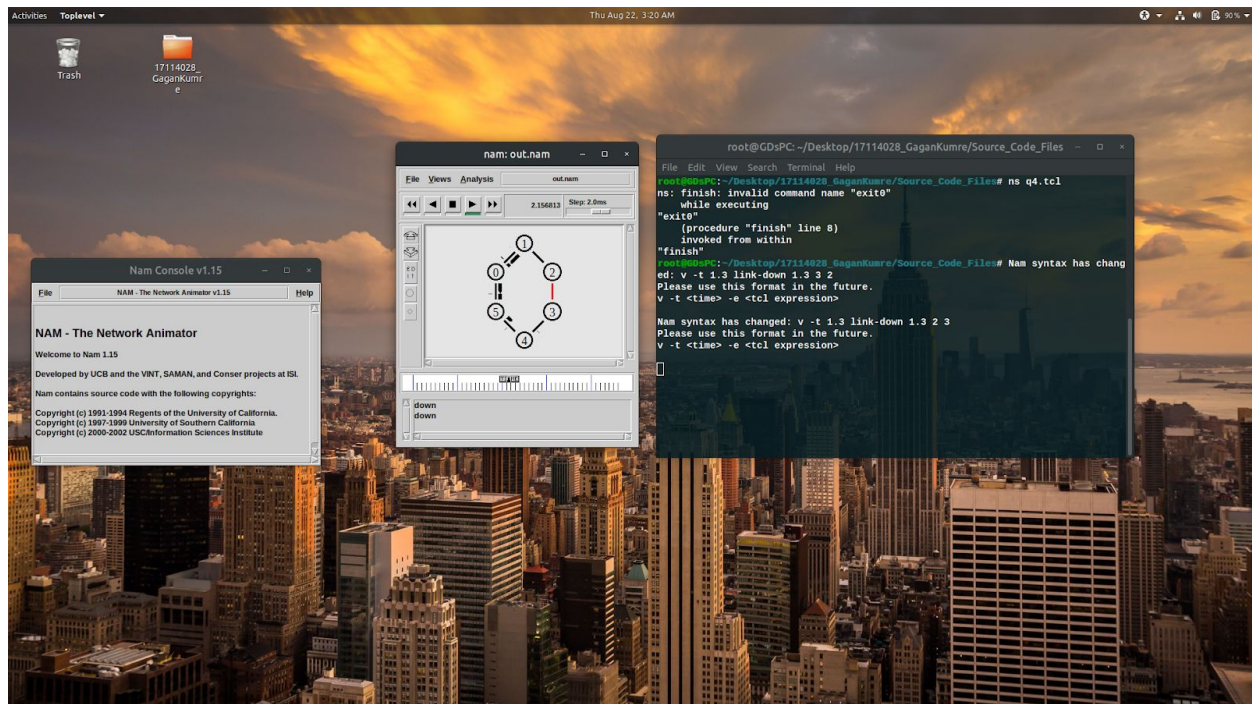 Activities Toplevel Thu Aug 22, 3:20 AM 90%
Trash
17114028_
GaganKumr
e
Nam Console v1.15
File NAM - The Network Animator v1.15 Help
NAM - The Network Animator
Welcome to Nam 1.15
Developed by UCB and the VINT, SAMAN, and Conser projects at ISI.
Nam contains source code with the following copyrights:
Copyright (c) 1991-1994 Regents of the University of California.
Copyright (c) 1997-1999 University of Southern California
Copyright (c) 2000-2002 USC/Information Sciences Institute
nam: out.nam
File Views Analysis out.nam
2.156813 Step: 2.0ms
ED
IT
1
0 2
5 3
4
down
down
root@GDsPC: ~/Desktop/17114028_GaganKumre/Source_Code_Files
File Edit View Search Terminal Help
root@GDsPC:~/Desktop/17114028_GaganKumre/Source_Code_Files# ns q4.tcl
ns: finish: invalid command name "exit0"
while executing
"exit0"
(procedure "finish" line 8)
invoked from within
"finish"
root@GDsPC:~/Desktop/17114028_GaganKumre/Source_Code_Files# Nam syntax has chang
ed: v -t 1.3 link-down 1.3 3 2
Please use this format in the future.
v -t <time> -e <tcl expression>
Nam syntax has changed: v -t 1.3 link-down 1.3 2 3
Please use this format in the future.
v -t <time> -e <tcl expression>